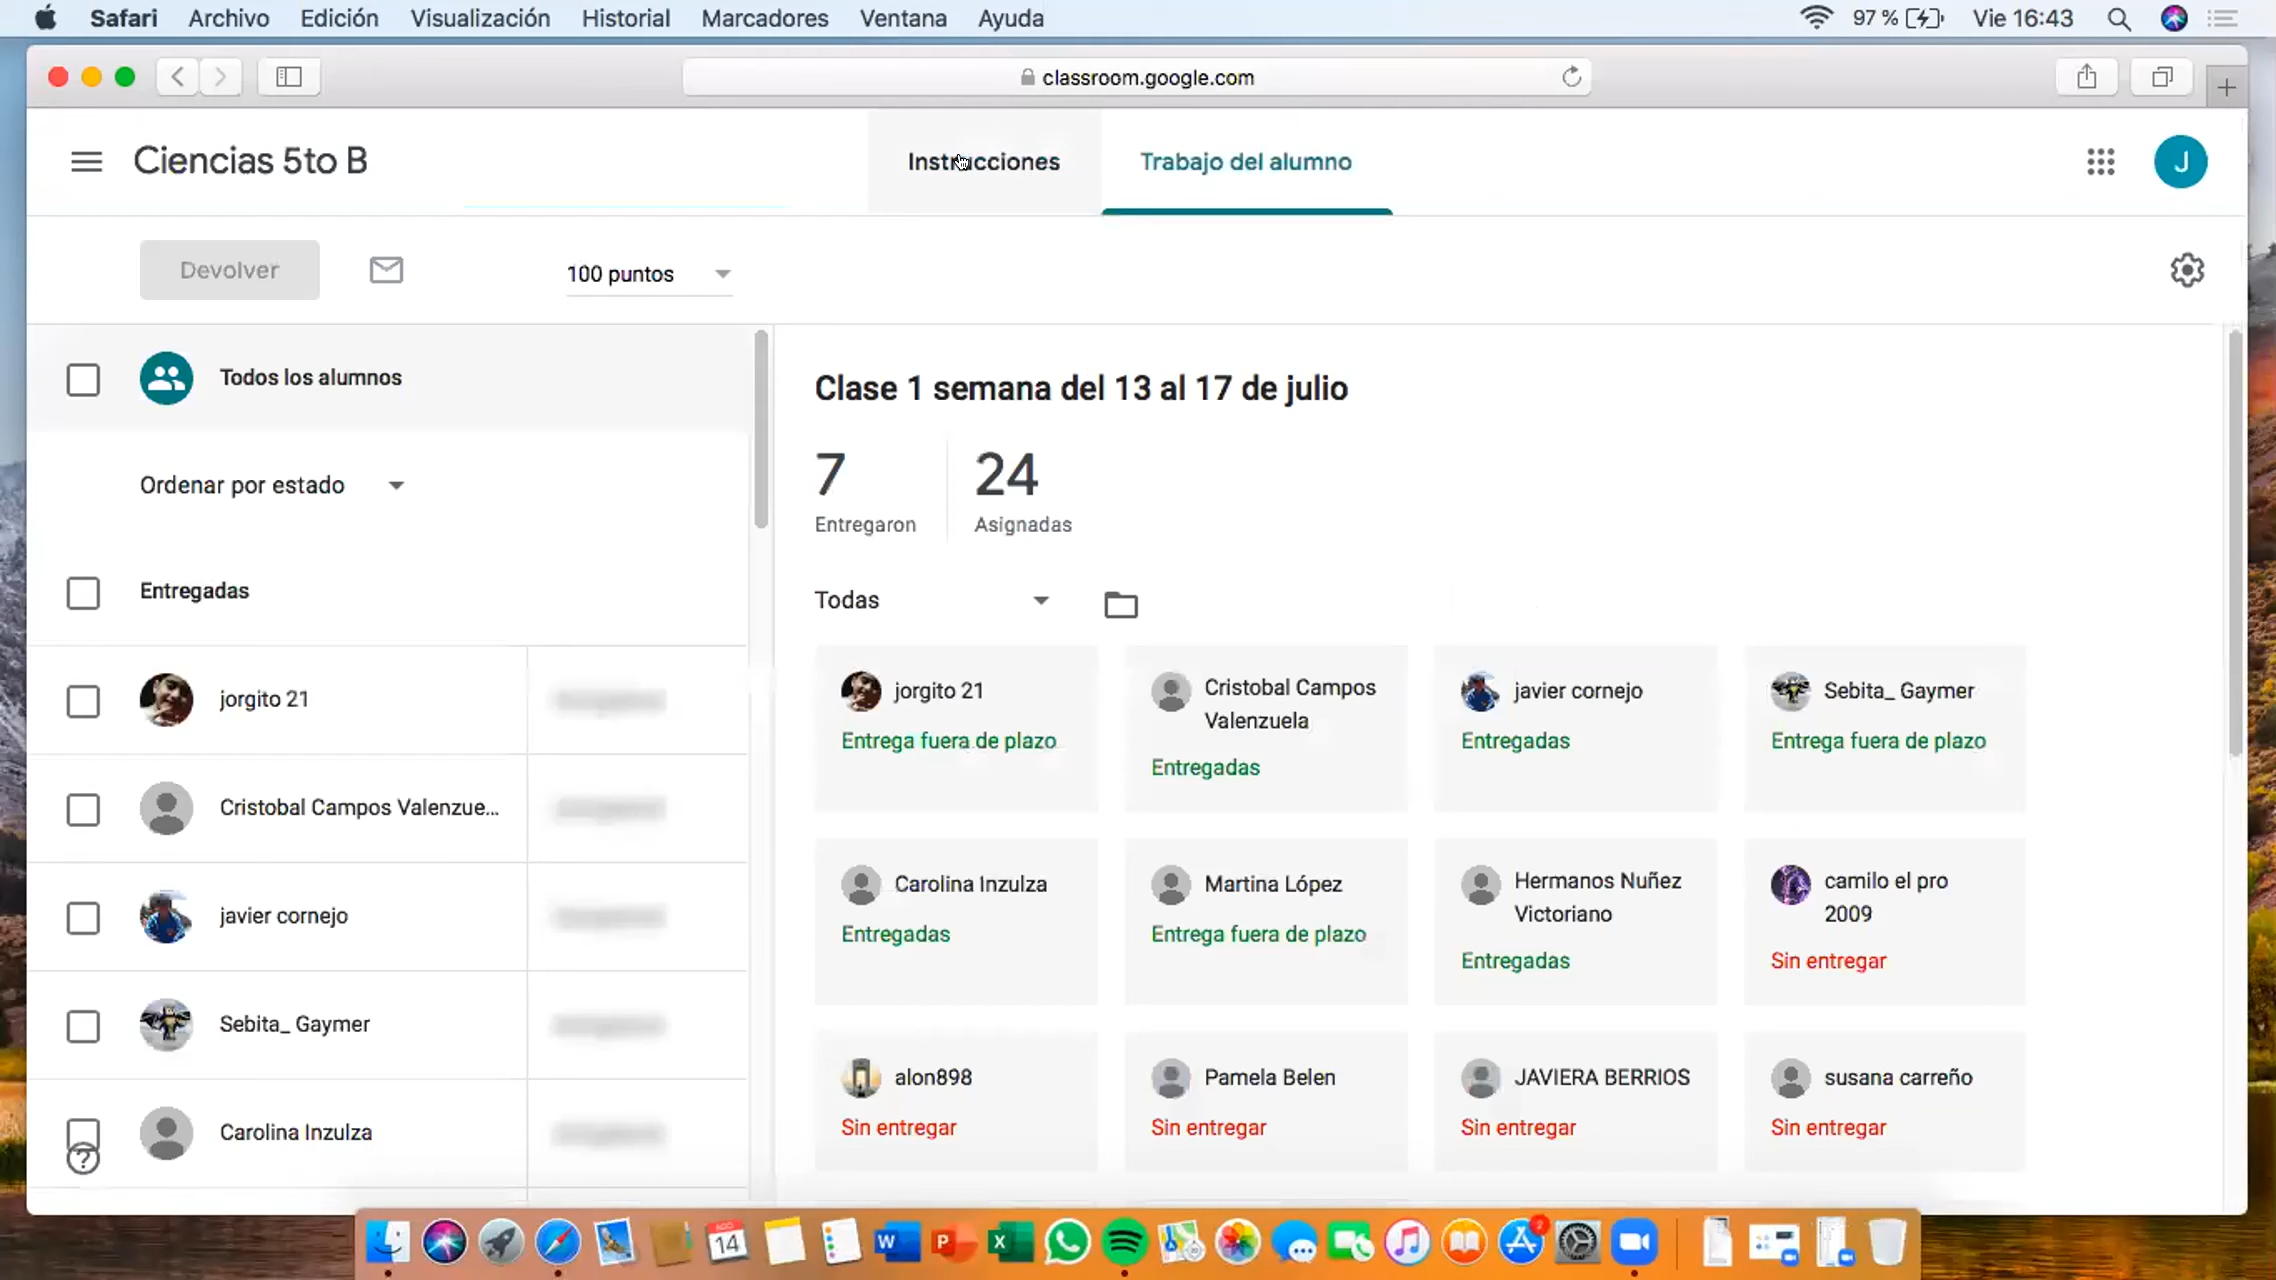 Safari Archivo Edición Visualización Historial Marcadores Ventana Ayuda 97 % Vie 16:43
classroom.google.com
Ciencias 5to B Instrucciones Trabajo del alumno J
Devolver 100 puntos
Todos los alumnos
Ordenar por estado
Entregadas
jorgito 21
Cristobal Campos Valenzue...
javier cornejo
Sebita_ Gaymer
Carolina Inzulza
?
Clase 1 semana del 13 al 17 de julio
7 24
Entregaron Asignadas
Todas
jorgito 21
Entrega fuera de plazo
Cristobal Campos
Valenzuela
Entregadas
javier cornejo
Entregadas
Sebita_ Gaymer
Entrega fuera de plazo
Carolina Inzulza
Entregadas
Martina López
Entrega fuera de plazo
Hermanos Nuñez
Victoriano
Entregadas
camilo el pro
2009
Sin entregar
alon898
Sin entregar
Pamela Belen
Sin entregar
JAVIERA BERRIOS
Sin entregar
susana carreño
Sin entregar
AGO
14
W
P
X
2